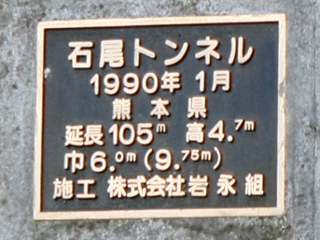 石尾トンネル
1990年 1月
熊本県
延長105m 高4.7m
巾6.0m(9.75m)
施工 株式会社岩永組